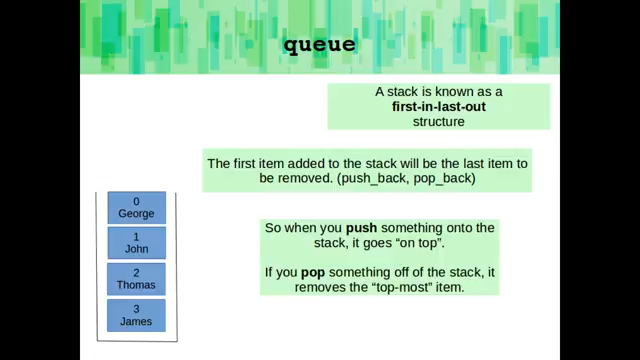 queue
A stack is known as a
first-in-last-out
structure
The first item added to the stack will be the last item to
be removed. (push_back, pop_back)
So when you push something onto the
stack, it goes “on top”.
If you pop something off of the stack, it
removes the “top-most” item.
0
George
1
John
2
Thomas
3
James